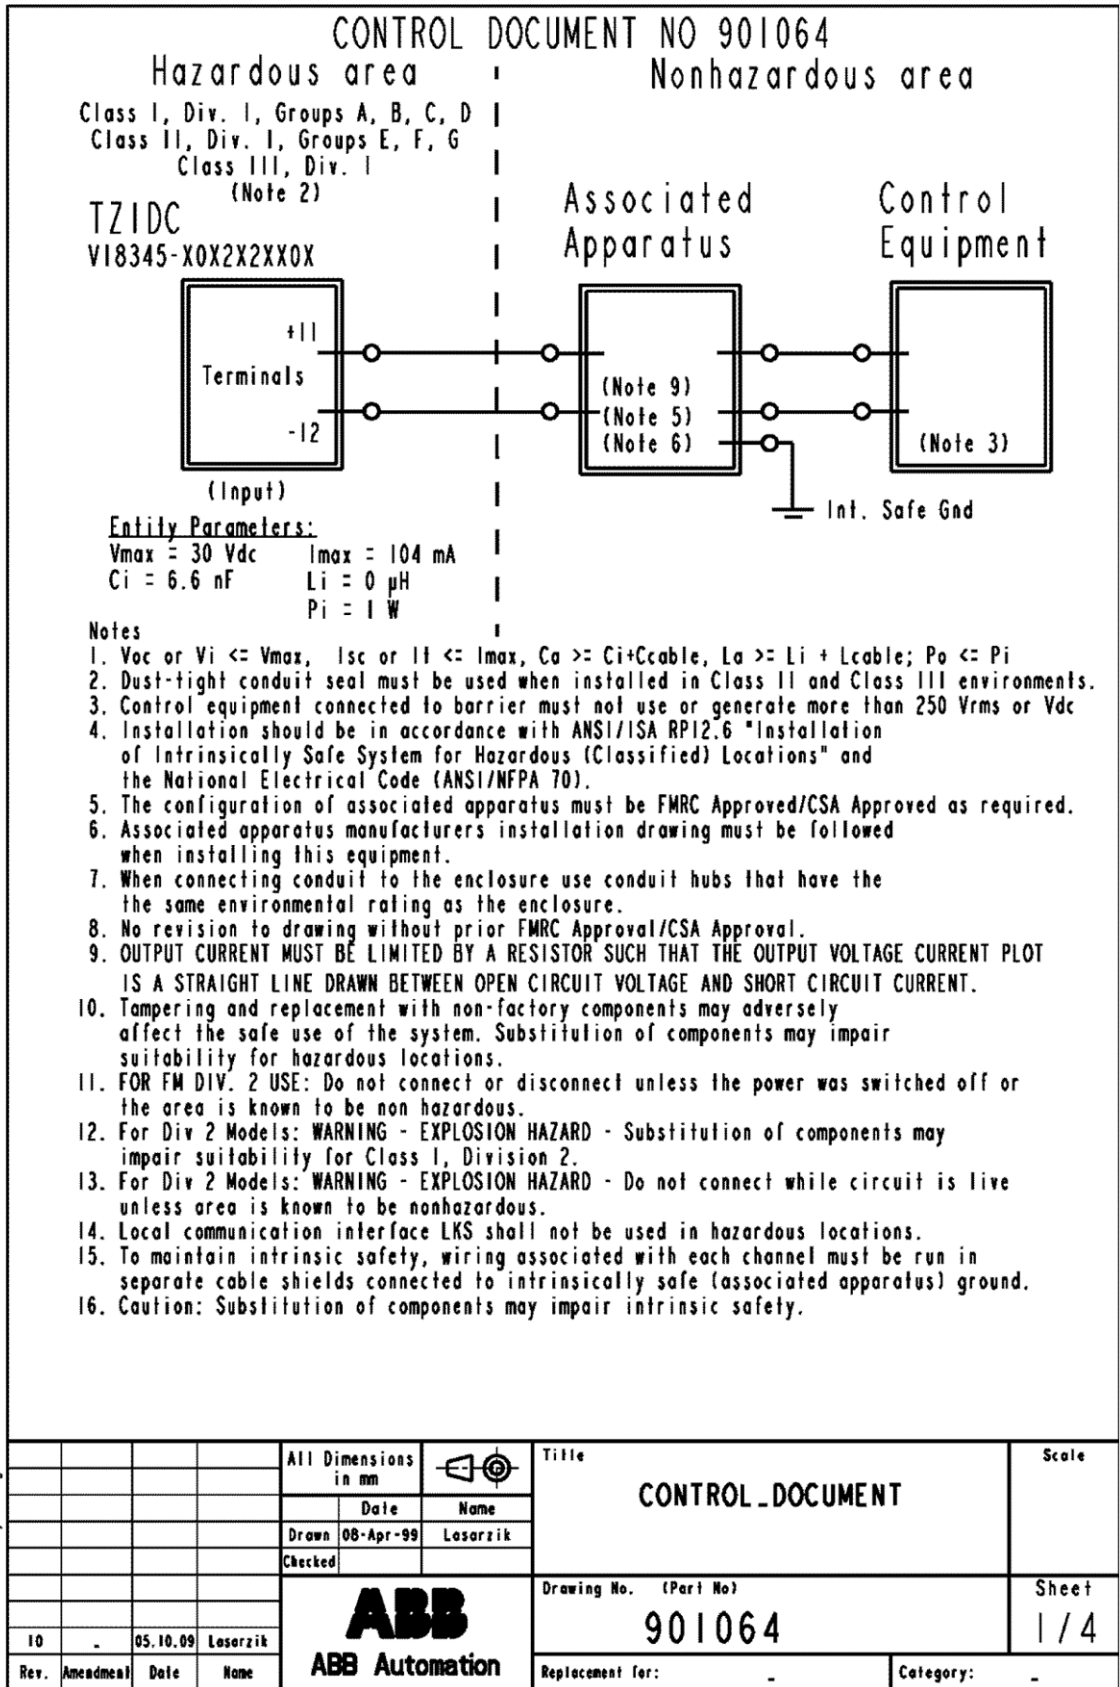 CONTROL DOCUMENT NO 901064
Hazardous area
Nonhazardous area
Class I, Div. I, Groups A, B, C, D
Class II, Div. I, Groups E, F, G
Class III, Div. I
(Note 2)
TZIDC
V18345-X0X2X2XX0X
Associated
Apparatus
Control
Equipment
+11
Terminals
-12
(Input)
(Note 9)
(Note 5)
(Note 6)
(Note 3)
Int. Safe Gnd
Entity Parameters:
Vmax = 30 Vdc Imax = 104 mA
Ci = 6.6 nF Li = 0 µH
Pi = 1 W
Notes
1. Voc or Vi <= Vmax, Isc or It <= Imax, Ca >= Ci+Ccable, La >= Li + Lcable; Po <= Pi
2. Dust-tight conduit seal must be used when installed in Class II and Class III environments.
3. Control equipment connected to barrier must not use or generate more than 250 Vrms or Vdc
4. Installation should be in accordance with ANSI/ISA RP12.6 "Installation
of Intrinsically Safe System for Hazardous (Classified) Locations" and
the National Electrical Code (ANSI/NFPA 70).
5. The configuration of associated apparatus must be FMRC Approved/CSA Approved as required.
6. Associated apparatus manufacturers installation drawing must be followed
when installing this equipment.
7. When connecting conduit to the enclosure use conduit hubs that have the
the same environmental rating as the enclosure.
8. No revision to drawing without prior FMRC Approval/CSA Approval.
9. OUTPUT CURRENT MUST BE LIMITED BY A RESISTOR SUCH THAT THE OUTPUT VOLTAGE CURRENT PLOT
IS A STRAIGHT LINE DRAWN BETWEEN OPEN CIRCUIT VOLTAGE AND SHORT CIRCUIT CURRENT.
10. Tampering and replacement with non-factory components may adversely
affect the safe use of the system. Substitution of components may impair
suitability for hazardous locations.
11. FOR FM DIV. 2 USE: Do not connect or disconnect unless the power was switched off or
the area is known to be non hazardous.
12. For Div 2 Models: WARNING - EXPLOSION HAZARD - Substitution of components may
impair suitability for Class I, Division 2.
13. For Div 2 Models: WARNING - EXPLOSION HAZARD - Do not connect while circuit is live
unless area is known to be nonhazardous.
14. Local communication interface LKS shall not be used in hazardous locations.
15. To maintain intrinsic safety, wiring associated with each channel must be run in
separate cable shields connected to intrinsically safe (associated apparatus) ground.
16. Caution: Substitution of components may impair intrinsic safety.
All Dimensions
in mm
Date Name
Drawn 08-Apr-99 Lasarzik
Checked
Title
CONTROL_DOCUMENT
Scale
ABB
ABB Automation
Drawing No. (Part No)
901064
Sheet
1/4
10 - 05.10.09 Lasarzik
Rev. Amendment Date Name
Replacement for: -
Category: -